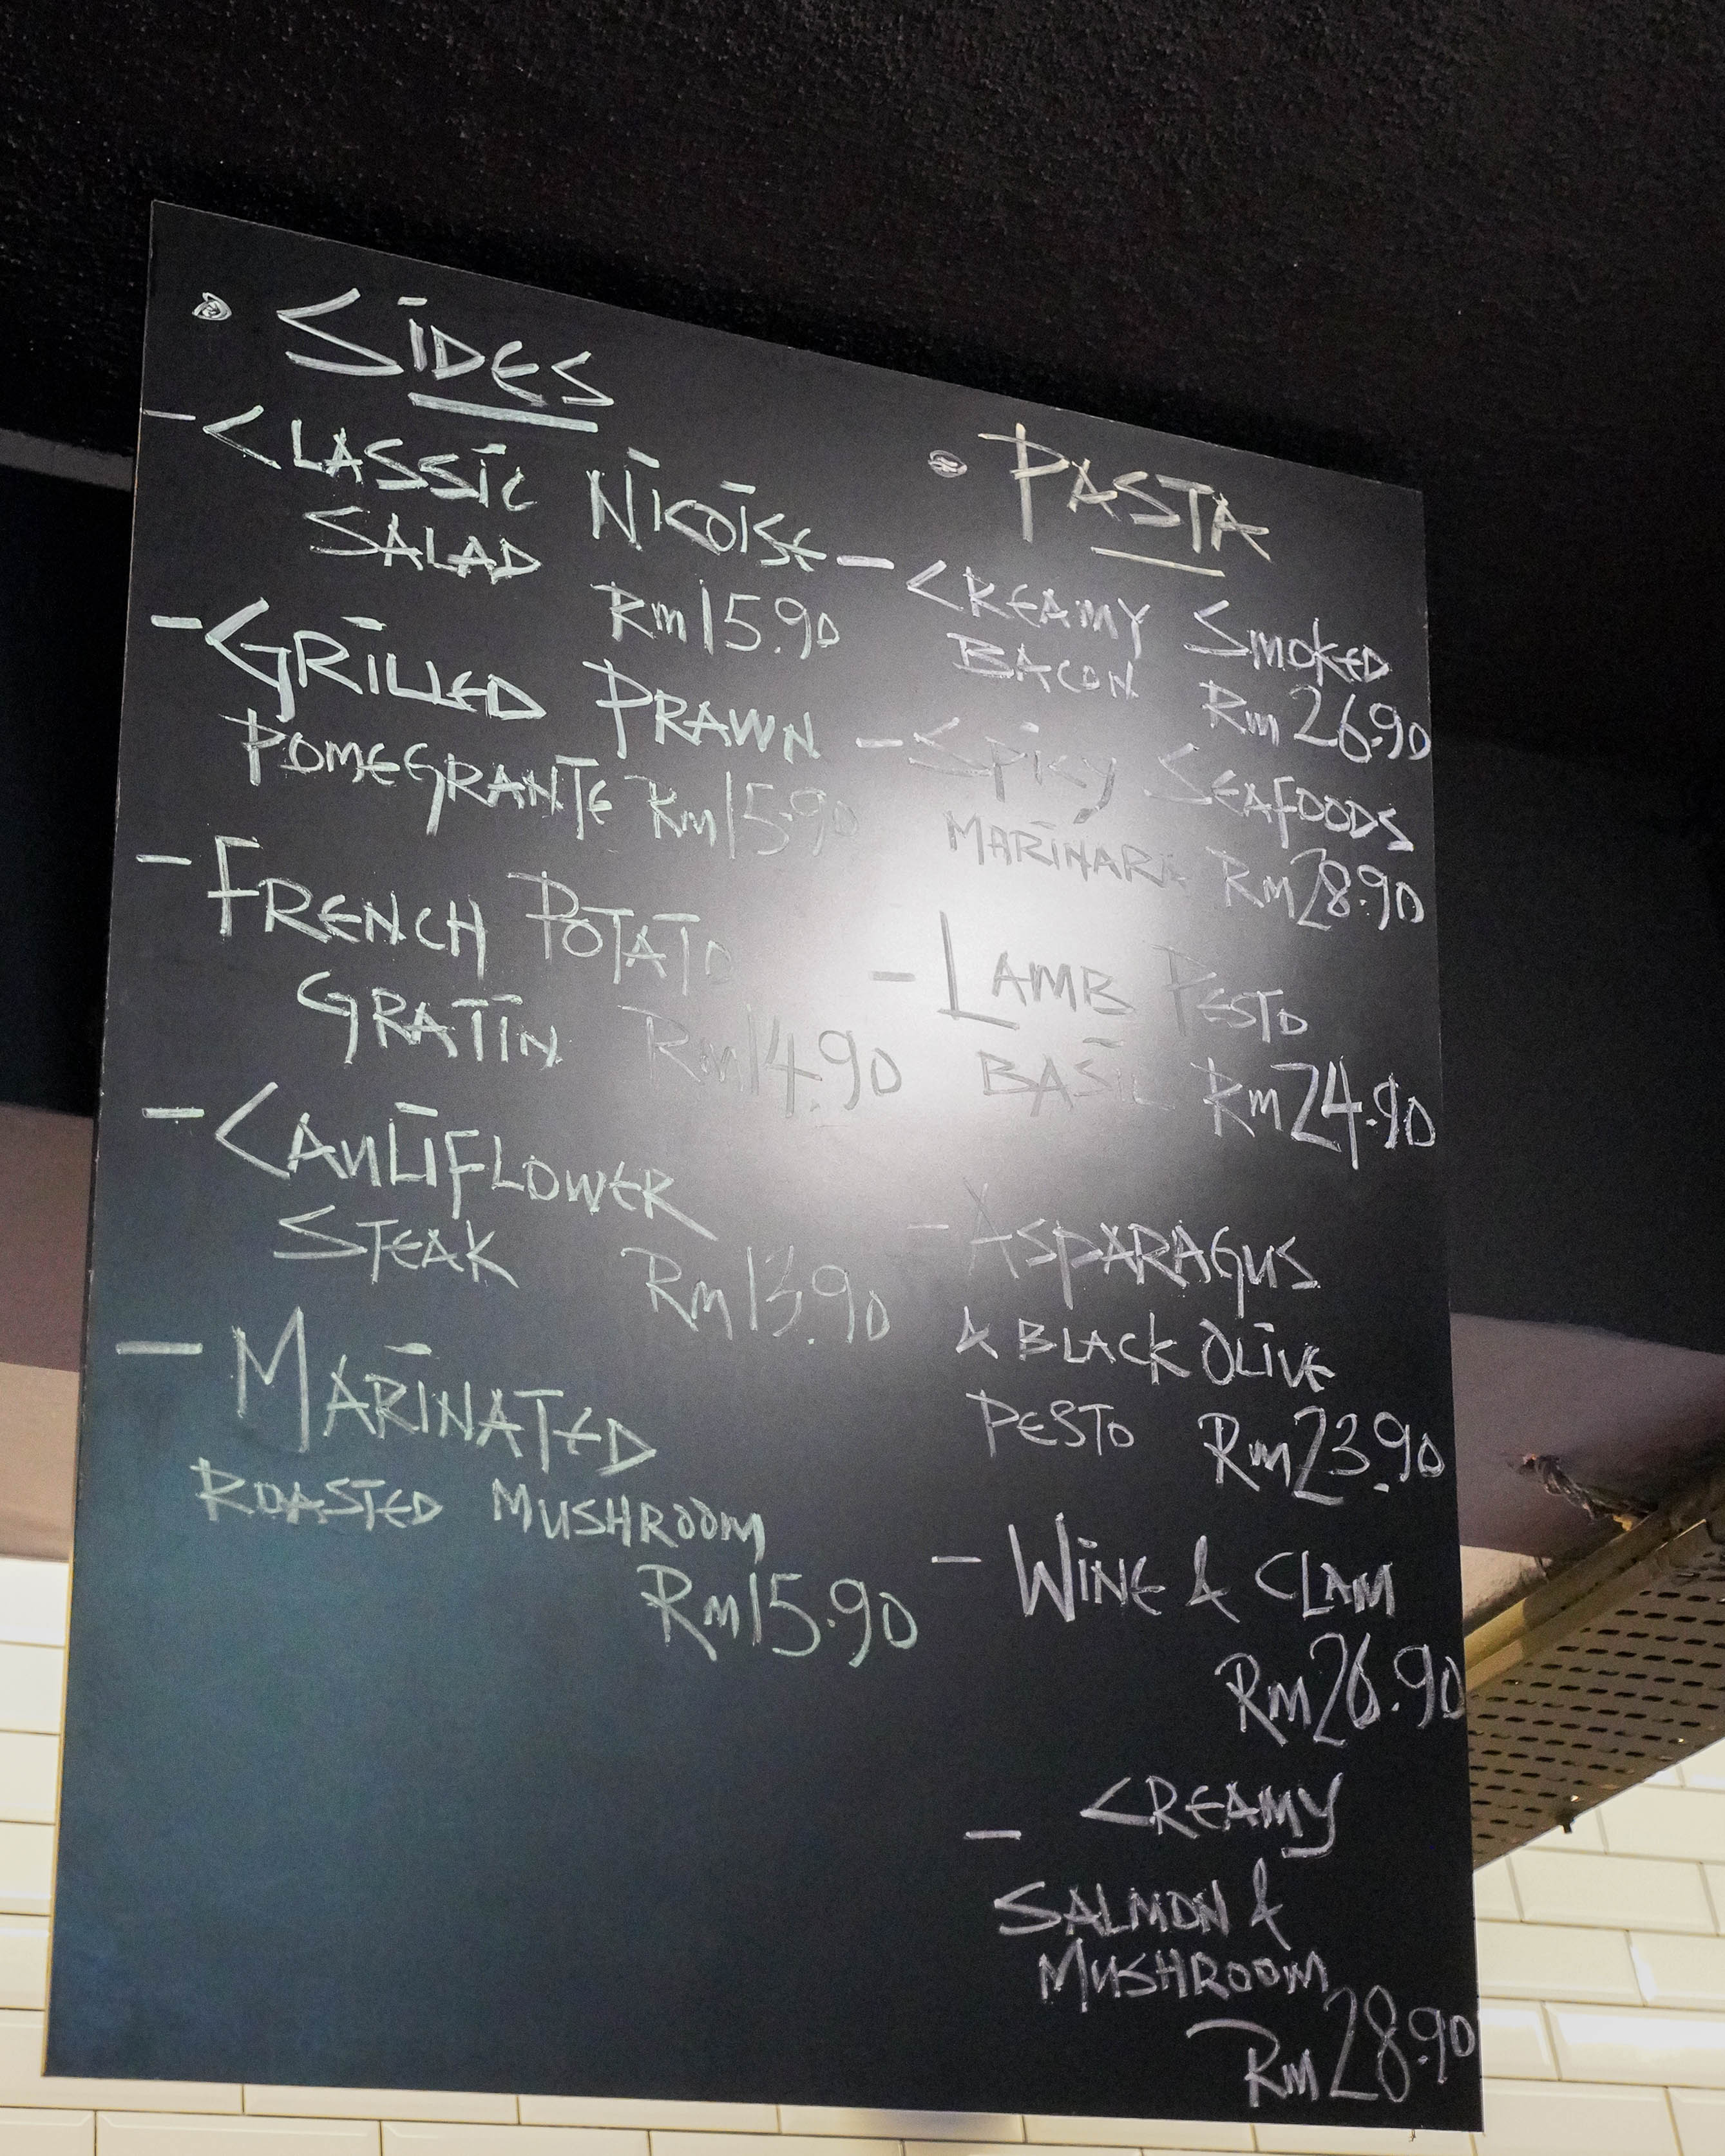 SIDES
- CLASSIC NICOISE
SALAD
RM15.90
- GRILLED PRAWN
POMEGRANTE RM15.90
- FRENCH POTATO
GRATIN RM14.90
- CAULIFLOWER
STEAK RM13.90
- MARINATED
ROASTED MUSHROOM
RM15.90
PASTA
- CREAMY SMOKED
BACON RM26.90
- SPICY SEAFOODS
MARINARA RM28.90
- LAMB PESTO
BASIL RM24.90
- ASPARAGUS
& BLACK OLIVE
PESTO RM23.90
- WINE & CLAM
RM26.90
- CREAMY
SALMON &
MUSHROOM
RM28.90